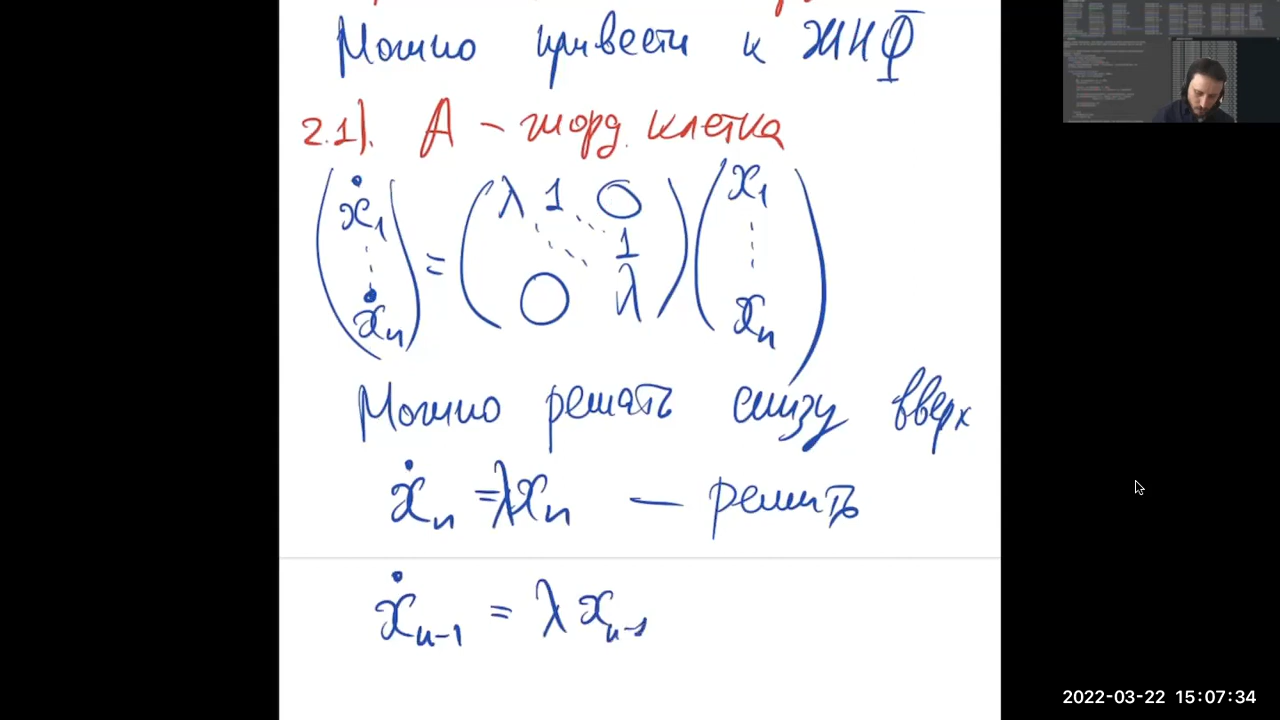 Можно привести к ЖНФ
2.1). A - жорд. клетка
(ẋ₁ ⋮ ẋₙ) = (λ 1 0 ⋱ 1 0 λ) (x₁ ⋮ xₙ)
Можно решать снизу вверх
ẋₙ = λxₙ — решить
ẋₙ₋₁ = λxₙ₋₁
2022-03-22 15:07:34